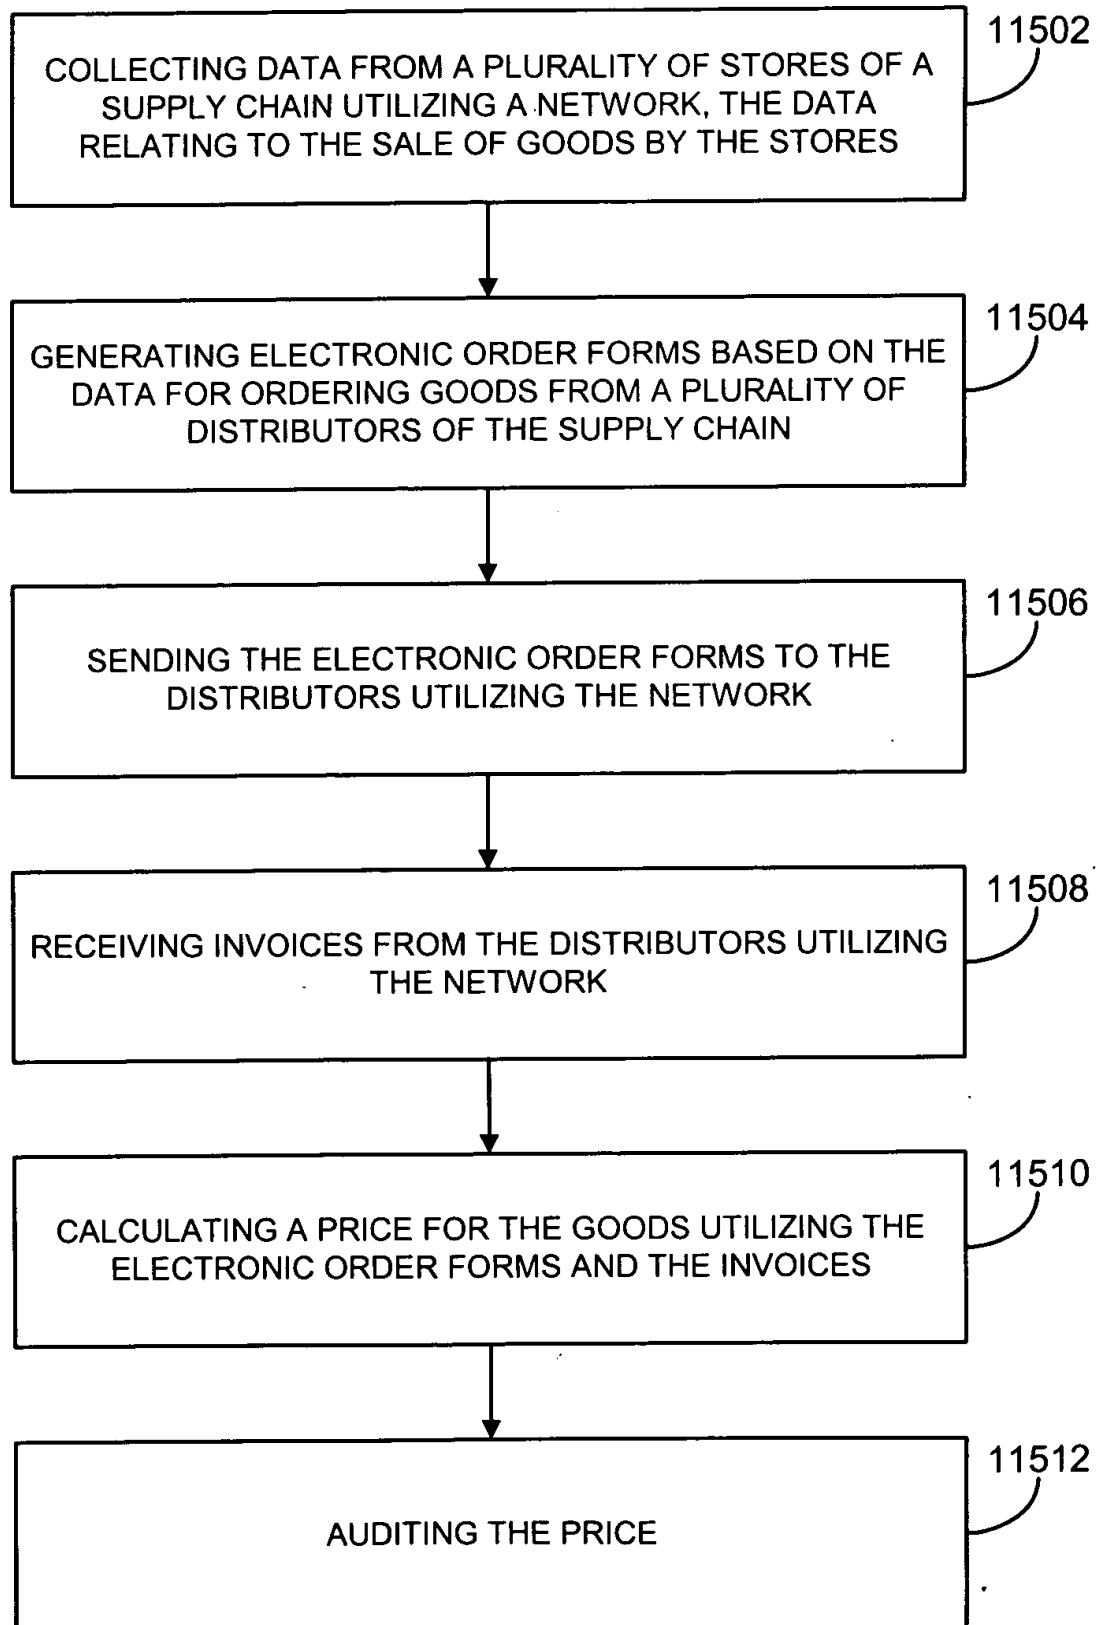 11502
COLLECTING DATA FROM A PLURALITY OF STORES OF A
SUPPLY CHAIN UTILIZING A NETWORK, THE DATA
RELATING TO THE SALE OF GOODS BY THE STORES
11504
GENERATING ELECTRONIC ORDER FORMS BASED ON THE
DATA FOR ORDERING GOODS FROM A PLURALITY OF
DISTRIBUTORS OF THE SUPPLY CHAIN
11506
SENDING THE ELECTRONIC ORDER FORMS TO THE
DISTRIBUTORS UTILIZING THE NETWORK
11508
RECEIVING INVOICES FROM THE DISTRIBUTORS UTILIZING
THE NETWORK
11510
CALCULATING A PRICE FOR THE GOODS UTILIZING THE
ELECTRONIC ORDER FORMS AND THE INVOICES
11512
AUDITING THE PRICE